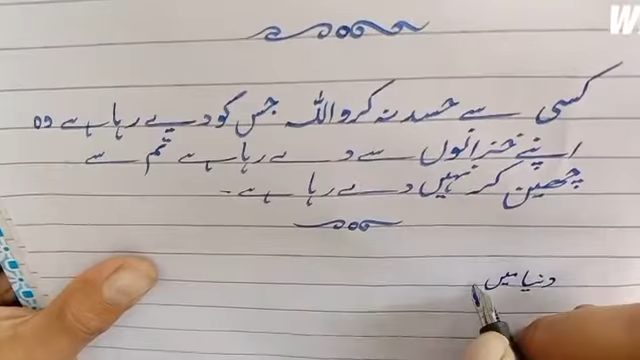 کسی سے حسد نہ کرو اللہ جس کو دے رہا ہے وہ
اپنے خزانوں سے دے رہا ہے تم سے
چھین کر نہیں دے رہا ہے۔
دنیا میں